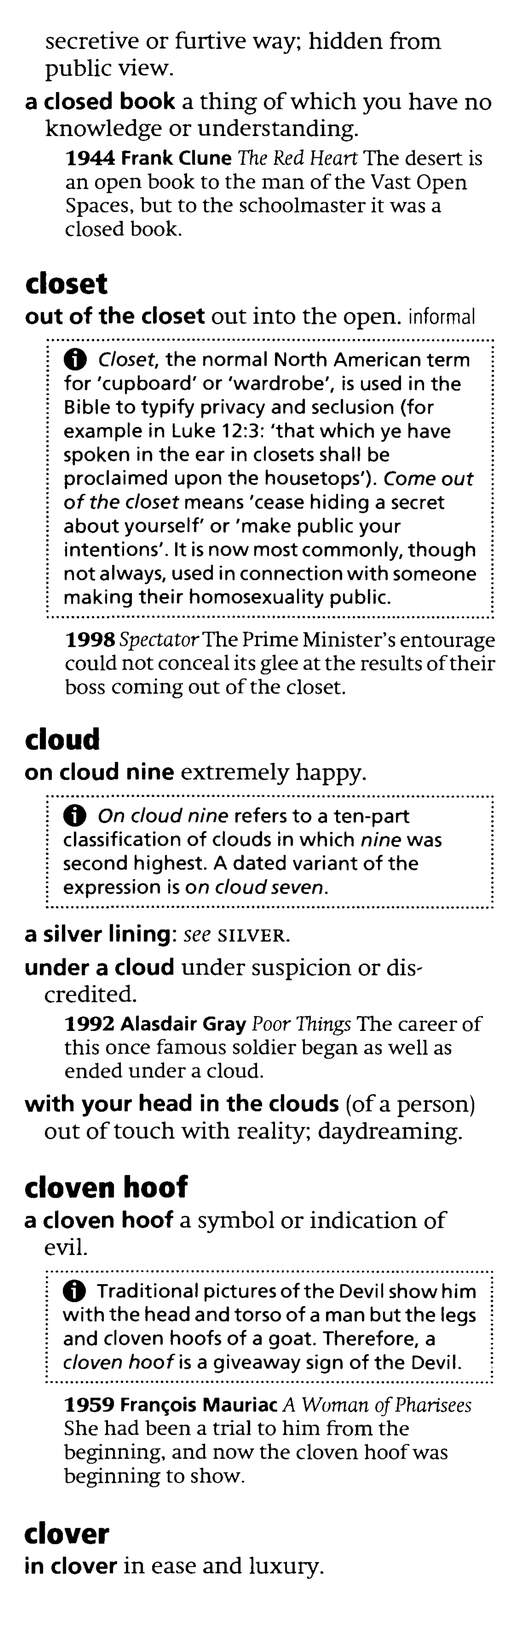 secretive or furtive way; hidden from
public view.
a closed book a thing of which you have no
knowledge or understanding.
1944 Frank Clune The Red Heart The desert is
an open book to the man of the Vast Open
Spaces, but to the schoolmaster it was a
closed book.
closet
out of the closet out into the open. informal
Closet, the normal North American term
for 'cupboard' or 'wardrobe', is used in the
Bible to typify privacy and seclusion (for
example in Luke 12:3: 'that which ye have
spoken in the ear in closets shall be
proclaimed upon the housetops'). Come out
of the closet means 'cease hiding a secret
about yourself' or 'make public your
intentions'. It is now most commonly, though
not always, used in connection with someone
making their homosexuality public.
1998 Spectator The Prime Minister's entourage
could not conceal its glee at the results of their
boss coming out of the closet.
cloud
on cloud nine extremely happy.
On cloud nine refers to a ten-part
classification of clouds in which nine was
second highest. A dated variant of the
expression is on cloud seven.
a silver lining: see SILVER.
under a cloud under suspicion or dis-
credited.
1992 Alasdair Gray Poor Things The career of
this once famous soldier began as well as
ended under a cloud.
with your head in the clouds (of a person)
out of touch with reality; daydreaming.
cloven hoof
a cloven hoof a symbol or indication of
evil.
Traditional pictures of the Devil show him
with the head and torso of a man but the legs
and cloven hoofs of a goat. Therefore, a
cloven hoof is a giveaway sign of the Devil.
1959 François Mauriac A Woman of Pharisees
She had been a trial to him from the
beginning, and now the cloven hoof was
beginning to show.
clover
in clover in ease and luxury.